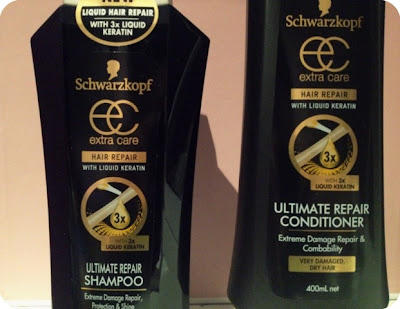 LIQUID HAIR REPAIR
WITH 3X LIQUID
KERATIN
Schwarzkopf
ec
extra care
HAIR REPAIR
WITH LIQUID KERATIN
3x
WITH 3X
LIQUID KERATIN
ULTIMATE REPAIR
SHAMPOO
Extreme Damage Repair,
Protection & Shine
Schwarzkopf
ec
extra care
HAIR REPAIR
WITH LIQUID KERATIN
3x
WITH 3X
LIQUID KERATIN
ULTIMATE REPAIR
CONDITIONER
Extreme Damage Repair &
Combability
VERY DAMAGED,
DRY HAIR
400mL e